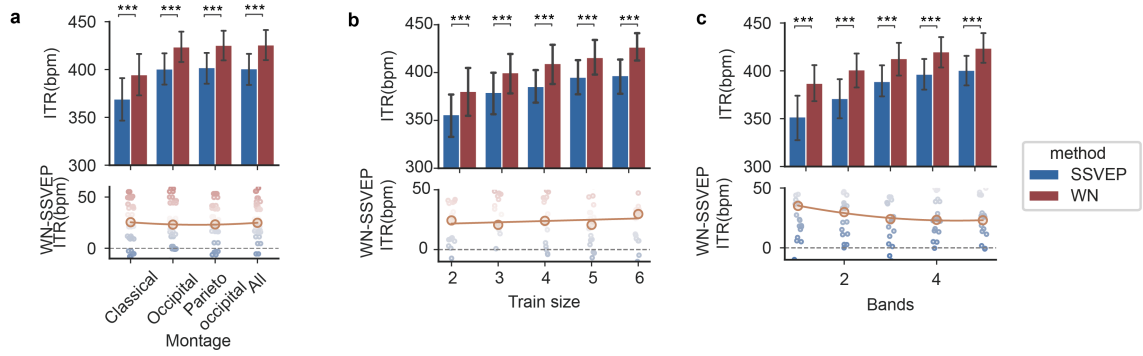 a
*** *** *** ***
ITR(bpm)
450
400
350
300
WN-SSVEP
ITR(bpm)
50
0
Classical
Occipital
Parieto
occipital
All
Montage
b
*** *** *** *** ***
ITR(bpm)
450
400
350
300
WN-SSVEP
ITR(bpm)
50
0
2 3 4 5 6
Train size
c
*** *** *** *** ***
ITR(bpm)
450
400
350
300
WN-SSVEP
ITR(bpm)
50
0
2 4
Bands
method
SSVEP
WN